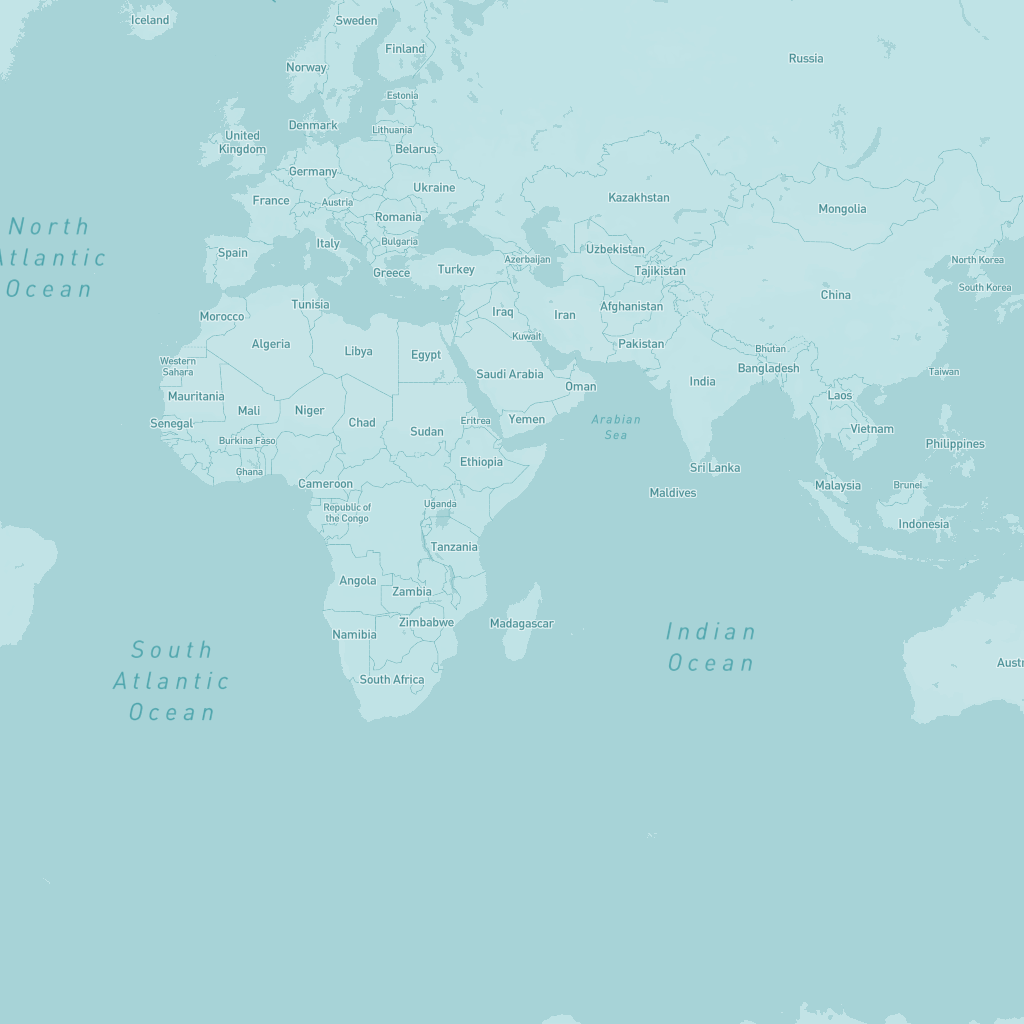 Iceland
Sweden
Finland
Russia
Norway
Estonia
Denmark
Lithuania
United
Kingdom
Belarus
Germany
Ukraine
France
Austria
Kazakhstan
Mongolia
Romania
North
Atlantic
Ocean
Italy
Bulgaria
Spain
Uzbekistan
Azerbaijan
North Korea
Greece
Turkey
Tajikistan
South Korea
China
Tunisia
Afghanistan
Morocco
Iraq
Iran
Kuwait
Algeria
Libya
Egypt
Pakistan
Bhutan
Western
Sahara
Bangladesh
Taiwan
Saudi Arabia
India
Oman
Mauritania
Laos
Mali
Niger
Senegal
Chad
Eritrea
Yemen
Arabian
Sea
Vietnam
Sudan
Burkina Faso
Philippines
Ethiopia
Ghana
Sri Lanka
Cameroon
Malaysia
Brunei
Maldives
Republic of
the Congo
Uganda
Indonesia
Tanzania
Angola
Zambia
Zimbabwe
Madagascar
Namibia
Indian
Ocean
South
Atlantic
Ocean
Austr
South Africa